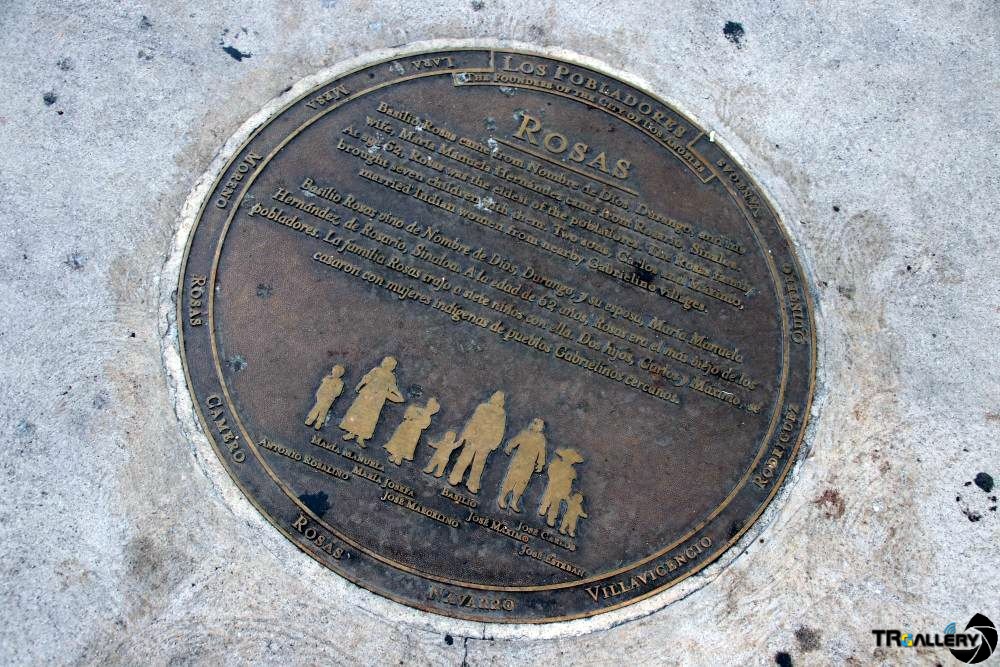 LOS POBLADORES
THE FOUNDERS OF THE CITY OF LOS ANGELES
ROSAS
Basilio Rosas came from Nombre de Dios, Durango, and his
wife, María Manuela Hernández, came from Rosario, Sinaloa.
At age 67, Rosas was the eldest of the pobladores. The Rosas family
brought seven children with them. Two sons, Carlos and Máximo,
married Indian women from nearby Gabrielino villages.
Basilio Rosas vino de Nombre de Dios, Durango, y su esposa, María Manuela
Hernández, de Rosario, Sinaloa. A la edad de 67 años, Rosas era el más viejo de los
pobladores. La familia Rosas trajo a siete niños con ella. Dos hijos, Carlos y Máximo, se
casaron con mujeres indígenas de pueblos Gabrielinos cercanos.
MARÍA MANUELA
ANTONIO ROSALINO
MARÍA JOSEFA
JOSÉ MARCELINO
BASILIO
JOSÉ MÁXIMO
JOSÉ CARLOS
JOSÉ ESTEBAN
LARA
MESA
MORENO
ROSAS
CAMERO
ROSAS
NAVARRO
VILLAVICENCIO
RODRIGUEZ
QUINTERO
VANEGAS
TRGALLERY